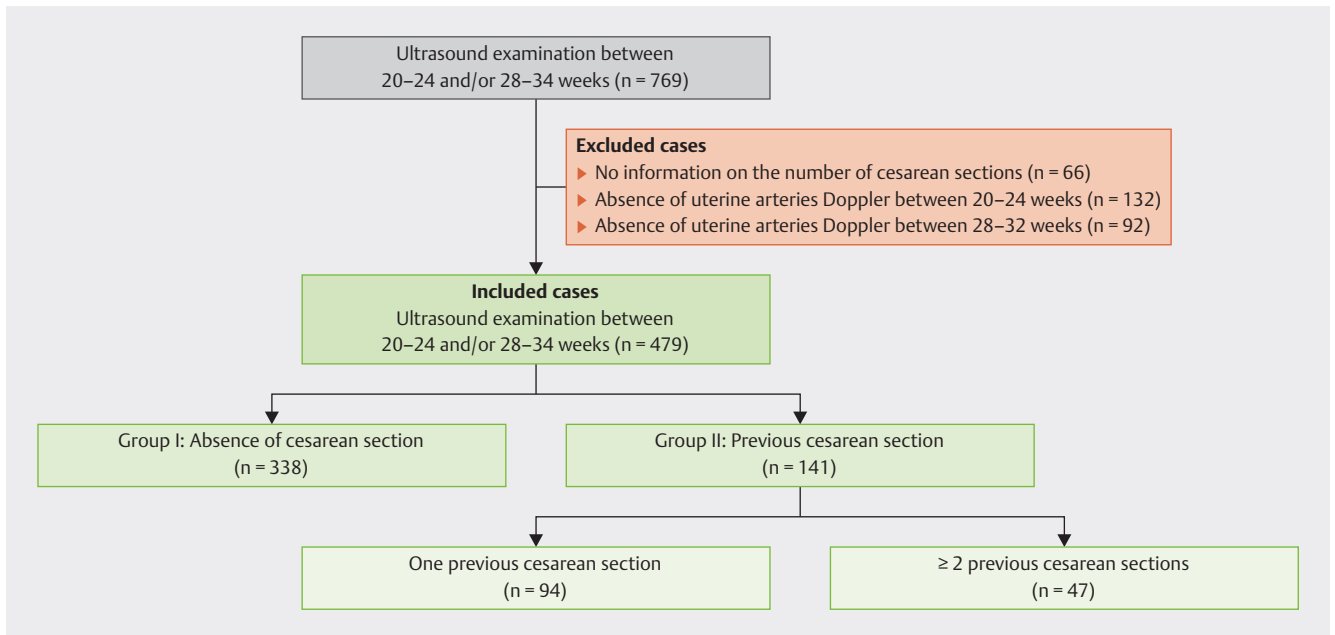 Ultrasound examination between
20–24 and/or 28–34 weeks (n = 769)
Excluded cases
▶ No information on the number of cesarean sections (n = 66)
▶ Absence of uterine arteries Doppler between 20–24 weeks (n = 132)
▶ Absence of uterine arteries Doppler between 28–32 weeks (n = 92)
Included cases
Ultrasound examination between
20–24 and/or 28–34 weeks (n = 479)
Group I: Absence of cesarean section
(n = 338)
Group II: Previous cesarean section
(n = 141)
One previous cesarean section
(n = 94)
≥ 2 previous cesarean sections
(n = 47)